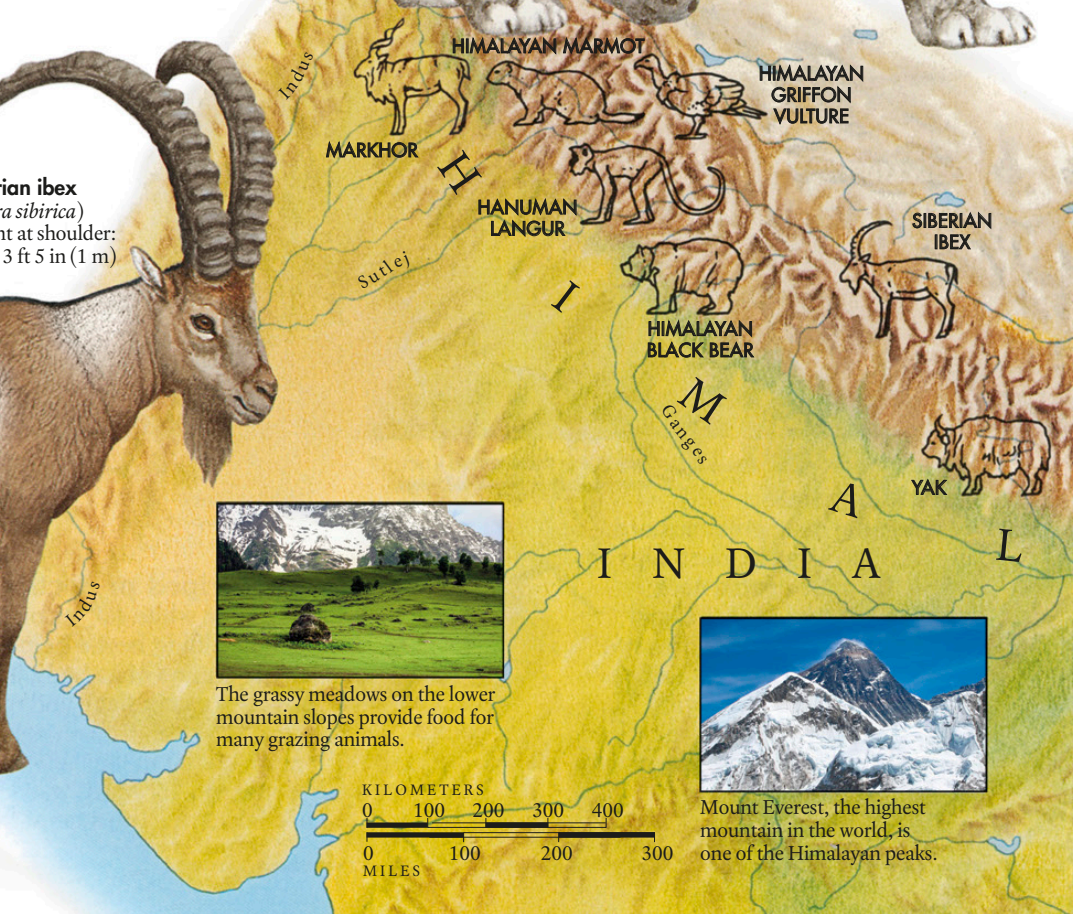 Indus
HIMALAYAN MARMOT
HIMALAYAN
GRIFFON
VULTURE
MARKHOR
rian ibex
ra sibirica)
nt at shoulder:
3 ft 5 in (1 m)
HANUMAN
LANGUR
SIBERIAN
IBEX
Sutlej
HIMALAYAN
BLACK BEAR
H I M A L
Ganges
YAK
INDIA
Indus
The grassy meadows on the lower
mountain slopes provide food for
many grazing animals.
KILOMETERS
0 100 200 300 400
0 100 200 300
MILES
Mount Everest, the highest
mountain in the world, is
one of the Himalayan peaks.